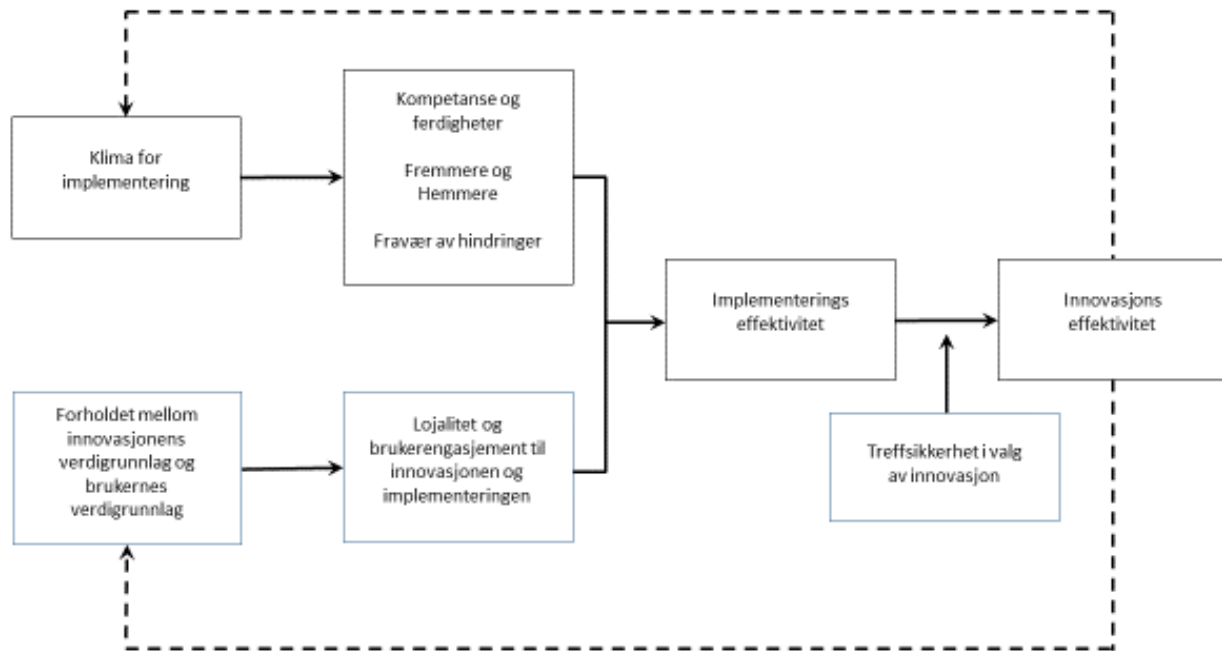 Klima for
implementering
Kompetanse og
ferdigheter
Fremmere og
Hemmere
Fravær av hindringer
Implementerings
effektivitet
Innovasjons
effektivitet
Forholdet mellom
innovasjonens
verdigrunnlag og
brukernes
verdigrunnlag
Lojalitet og
brukerengasjement til
innovasjonen og
implementeringen
Treffsikkerhet i valg
av innovasjon